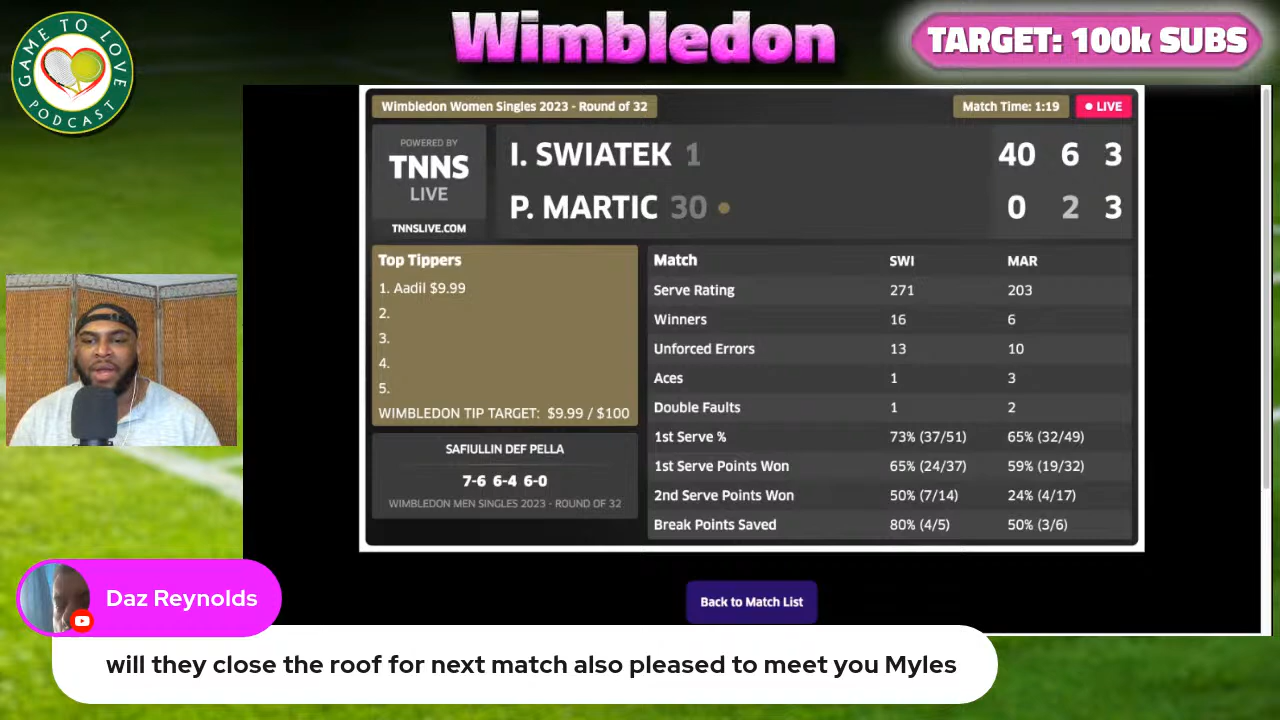 GAME TO LOVE
PODCAST
Wimbledon
TARGET: 100k SUBS
Wimbledon Women Singles 2023 - Round of 32
Match Time: 1:19
LIVE
POWERED BY
TNNS
LIVE
TNNSLIVE.COM
I. SWIATEK 1 40 6 3
P. MARTIC 30 0 2 3
Top Tippers
1. Aadil $9.99
2.
3.
4.
5.
WIMBLEDON TIP TARGET: $9.99 / $100
SAFIULLIN DEF PELLA
7-6 6-4 6-0
WIMBLEDON MEN SINGLES 2023 - ROUND OF 32
Match SWI MAR
Serve Rating 271 203
Winners 16 6
Unforced Errors 13 10
Aces 1 3
Double Faults 1 2
1st Serve % 73% (37/51) 65% (32/49)
1st Serve Points Won 65% (24/37) 59% (19/32)
2nd Serve Points Won 50% (7/14) 24% (4/17)
Break Points Saved 80% (4/5) 50% (3/6)
Back to Match List
Daz Reynolds
will they close the roof for next match also pleased to meet you Myles